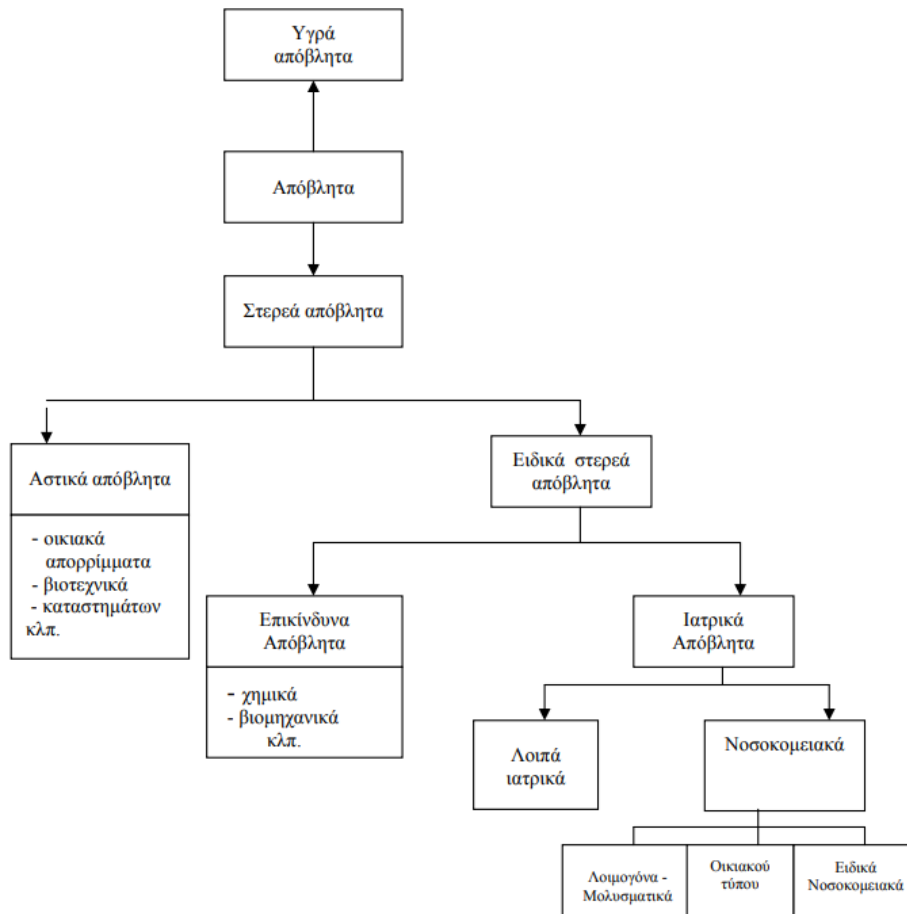 Υγρά
απόβλητα
Απόβλητα
Στερεά απόβλητα
Αστικά απόβλητα
- οικιακά
απορρίμματα
- βιοτεχνικά
- καταστημάτων
κλπ.
Ειδικά στερεά
απόβλητα
Επικίνδυνα
Απόβλητα
- χημικά
- βιομηχανικά
κλπ.
Ιατρικά
Απόβλητα
Λοιπά
ιατρικά
Νοσοκομειακά
Λοιμογόνα -
Μολυσματικά
Οικιακού
τύπου
Ειδικά
Νοσοκομειακά